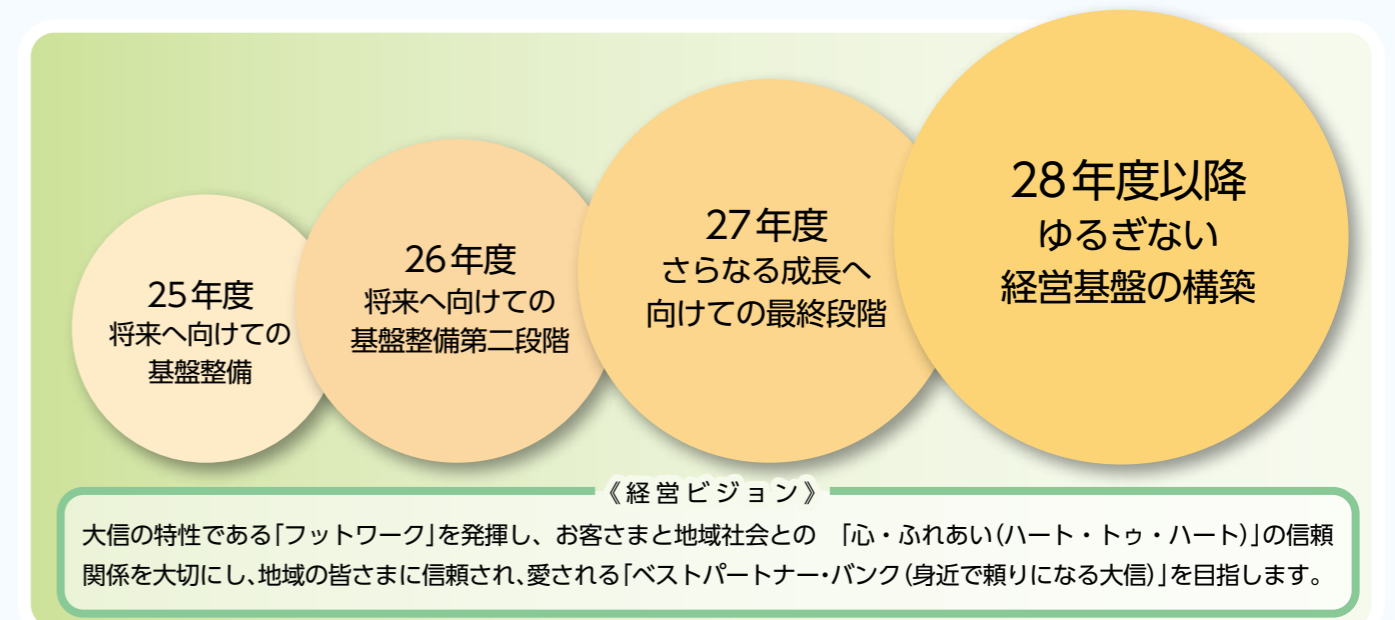 25年度
将来へ向けての
基盤整備
26年度
将来へ向けての
基盤整備第二段階
27年度
さらなる成長へ
向けての最終段階
28年度以降
ゆるぎない
経営基盤の構築
《経営ビジョン》
大信の特性である「フットワーク」を発揮し、お客さまと地域社会との　「心・ふれあい(ハート・トゥ・ハート)」の信頼
関係を大切にし、地域の皆さまに信頼され、愛される「ベストパートナー・バンク(身近で頼りになる大信)」を目指します。